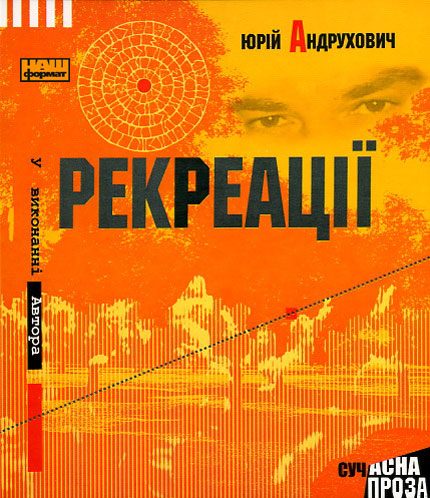 ЮРІЙ АНДРУХОВИЧ
НАШ
формат
РЕКРЕАЦІЇ
у виконанні Автора
СУЧАСНА
ПРОЗА